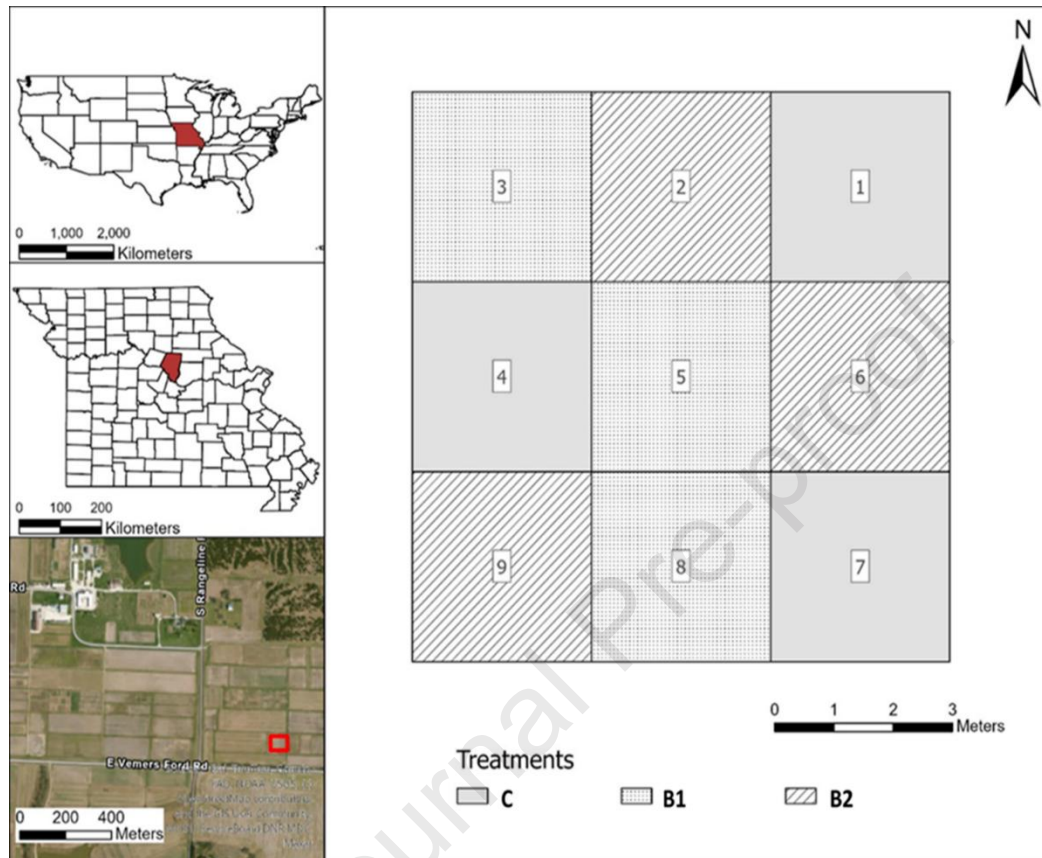 0 1,000 2,000
Kilometers
0 100 200
Kilometers
Rd
S Rangeline
E Vemers Ford Rd
0 200 400
Meters
N
3 2 1
4 5 6
9 8 7
0 1 2 3
Meters
Treatments
C B1 B2
Journal Pre-proof